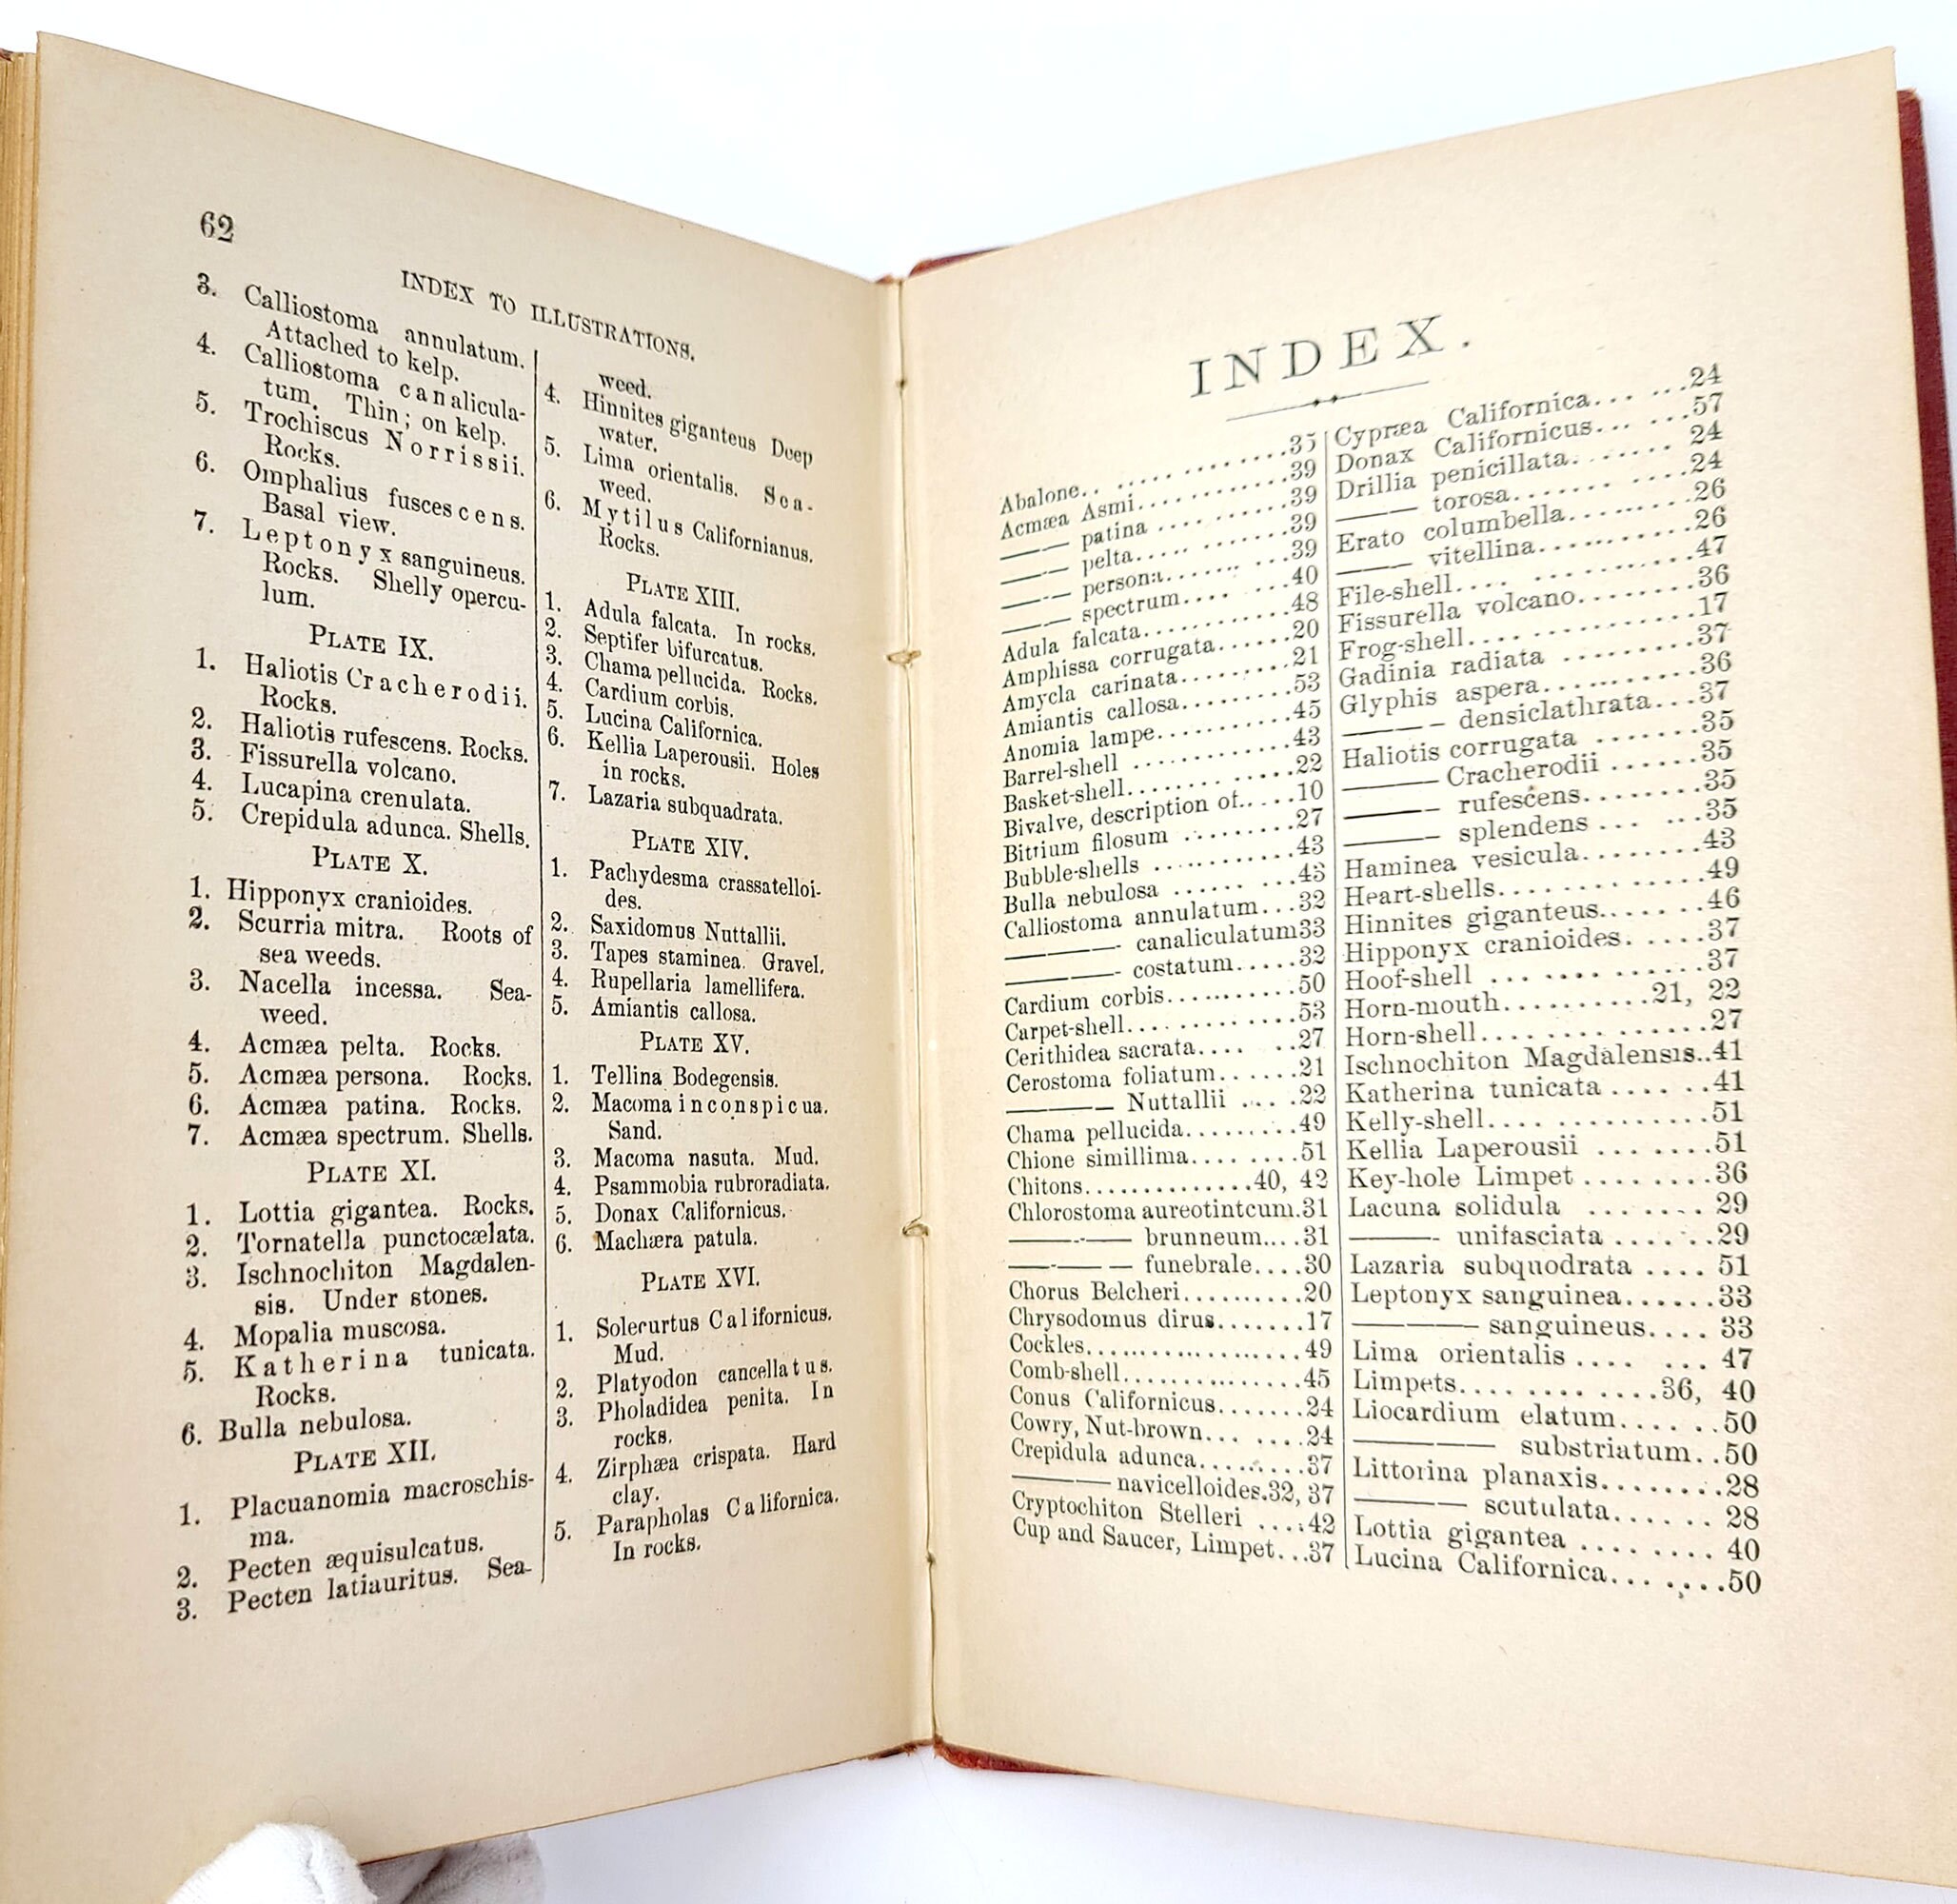 62
INDEX TO ILLUSTRATIONS.
3. Calliostoma annulatum.
Attached to kelp.
4. Calliostoma canalicula-
tum. Thin; on kelp.
5. Trochiscus Norrissii.
Rocks.
6. Omphalius fuscescens.
Basal view.
7. Leptonyx sanguineus.
Rocks. Shelly opercu-
lum.
PLATE IX.
1. Haliotis Cracherodii.
Rocks.
2. Haliotis rufescens. Rocks.
3. Fissurella volcano.
4. Lucapina crenulata.
5. Crepidula adunca. Shells.
PLATE X.
1. Hipponyx cranioides.
2. Scurria mitra. Roots of
sea weeds.
3. Nacella incessa. Sea-
weed.
4. Acmæa pelta. Rocks.
5. Acmæa persona. Rocks.
6. Acmæa patina. Rocks.
7. Acmæa spectrum. Shells.
PLATE XI.
1. Lottia gigantea. Rocks.
2. Tornatella punctocælata.
3. Ischnochiton Magdalen-
sis. Under stones.
4. Mopalia muscosa.
5. Katherina tunicata.
Rocks.
6. Bulla nebulosa.
PLATE XII.
1. Placuanomia macroschis-
ma.
2. Pecten æquisulcatus.
3. Pecten latiauritus. Sea-
weed.
4. Hinnites giganteus Deep
water.
5. Lima orientalis. Sea-
weed.
6. Mytilus Californianus.
Rocks.
PLATE XIII.
1. Adula falcata. In rocks.
2. Septifer bifurcatus.
3. Chama pellucida. Rocks.
4. Cardium corbis.
5. Lucina Californica.
6. Kellia Laperousii. Holes
in rocks.
7. Lazaria subquadrata.
PLATE XIV.
1. Pachydesma crassatelloi-
des.
2. Saxidomus Nuttallii.
3. Tapes staminea. Gravel.
4. Rupellaria lamellifera.
5. Amiantis callosa.
PLATE XV.
1. Tellina Bodegensis.
2. Macoma inconspicua.
Sand.
3. Macoma nasuta. Mud.
4. Psammobia rubroradiata.
5. Donax Californicus.
6. Machæra patula.
PLATE XVI.
1. Solecurtus Californicus.
Mud.
2. Platyodon cancellatus.
3. Pholadidea penita. In
rocks.
4. Zirphæa crispata. Hard
clay.
5. Parapholas Californica.
In rocks.
INDEX.
Abalone.. .... ........35
Acmæa Asmi...........39
—— patina .... ........39
—— pelta..... ........39
—— persona....... ....39
—— spectrum.... ....40
Adula falcata...........48
Amphissa corrugata......20
Amycla carinata.........21
Amiantis callosa........53
Anomia lampe..........45
Barrel-shell ............43
Basket-shell........ .....22
Bivalve, description of.....10
Bitrium filosum .........27
Bubble-shells ...........43
Bulla nebulosa ...... ...43
Calliostoma annulatum...32
——— canaliculatum33
——— costatum.....32
Cardium corbis..........50
Carpet-shell.............53
Cerithidea sacrata.... ..27
Cerostoma foliatum......21
——— Nuttallii ... .22
Chama pellucida.........49
Chione simillima.........51
Chitons..............40, 42
Chlorostoma aureotintcum.31
——— brunneum....31
——— funebrale....30
Chorus Belcheri..........20
Chrysodomus dirus.......17
Cockles..................49
Comb-shell..............45
Conus Californicus.......24
Cowry, Nut-brown... ....24
Crepidula adunca.........37
——— navicelloides.32, 37
Cryptochiton Stelleri ....42
Cup and Saucer, Limpet...37
Cypræa Californica... ...24
Donax Californicus... ...57
Drillia penicillata....... 24
——— torosa....... ....24
Erato columbella.........26
——— vitellina...........26
File-shell.... ..........47
Fissurella volcano........36
Frog-shell.... ..........17
Gadinia radiata .........37
Glyphis aspera...........36
——— densiclathrata...37
Haliotis corrugata .......35
——— Cracherodii ......35
——— rufescens........35
——— splendens ... ...35
Haminea vesicula........43
Heart-shells.............49
Hinnites giganteus.......46
Hipponyx cranioides......37
Hoof-shell ... .... ......37
Horn-mouth..........21, 22
Horn-shell.... .... ......27
Ischnochiton Magdalensis..41
Katherina tunicata .... ..41
Kelly-shell..............51
Kellia Laperousii ... ....51
Key-hole Limpet ........36
Lacuna solidula ....... 29
——— unifasciata ......29
Lazaria subquodrata .... 51
Leptonyx sanguinea......33
——— sanguineus.... 33
Lima orientalis .... ... 47
Limpets.... .... ....36, 40
Liocardium elatum.... ..50
——— substriatum..50
Littorina planaxis........28
——— scutulata...... 28
Lottia gigantea ........ 40
Lucina Californica... ....50